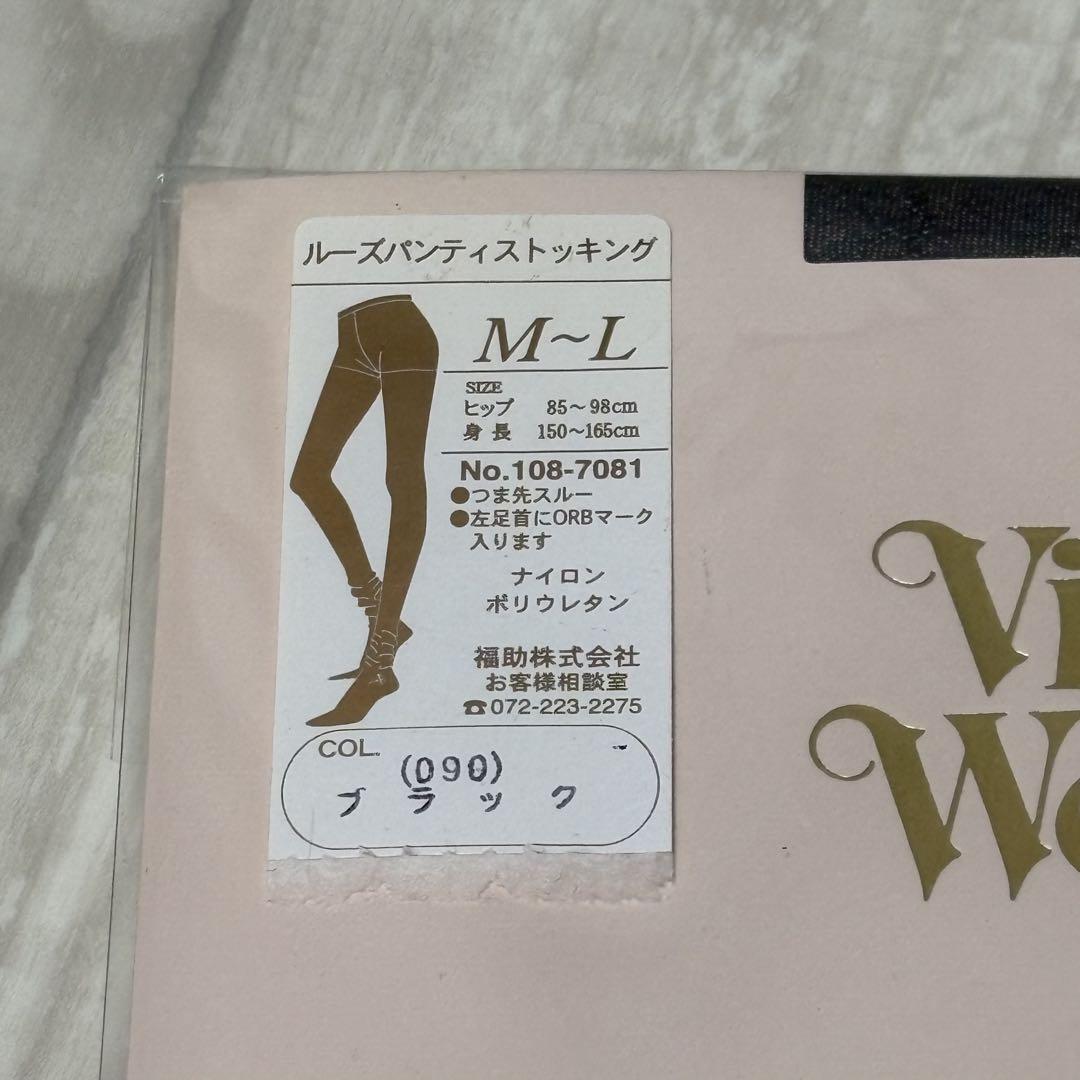 ルーズパンティストッキング
M~L
SIZE
ヒップ 85～98cm
身長 150～165cm
No.108-7081
●つま先スルー
●左足首にORBマーク
入ります
ナイロン
ポリウレタン
福助株式会社
お客様相談室
☎072-223-2275
COL.
(090)
ブラック
Vi
We